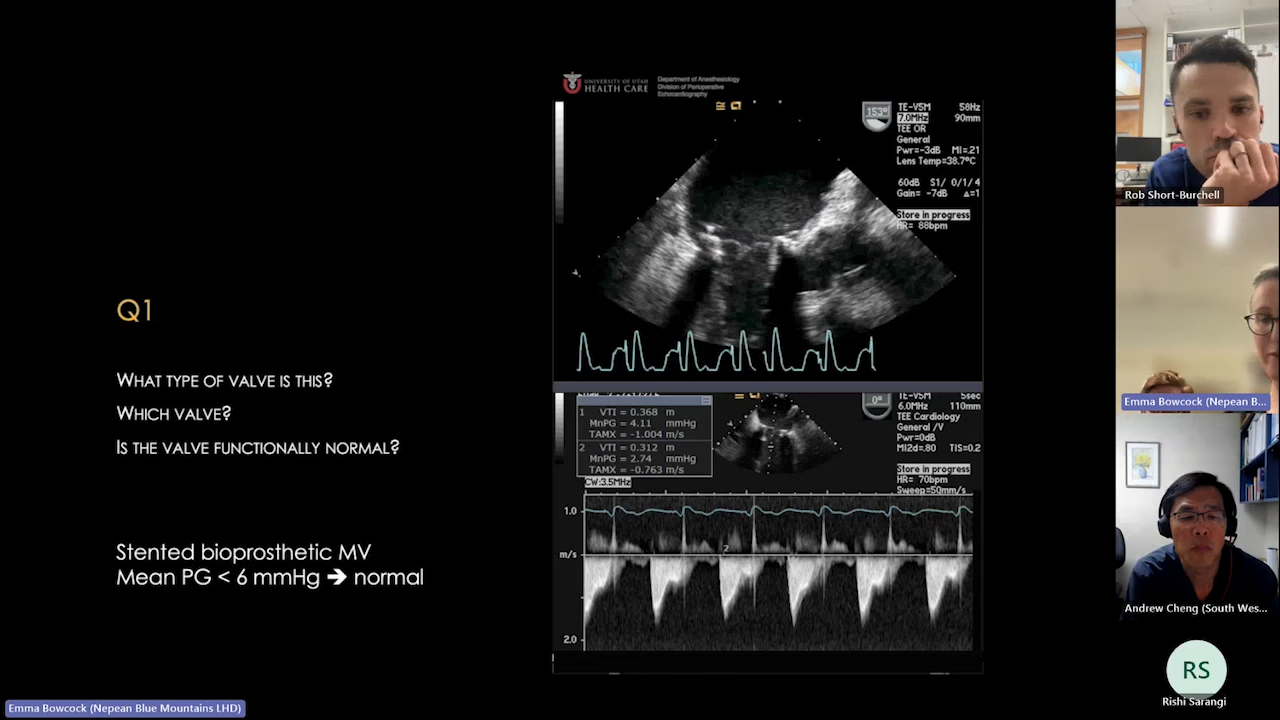 UNIVERSITY OF UTAH
HEALTH CARE
Department of Anesthesiology
Division of Perioperative
Echocardiography
153°
TE-V5M 58Hz
7.0MHz 90mm
TEE OR
General
Pwr=-3dB MI=.21
Lens Temp=38.7°C
60dB S1/ 0/1/4
Gain= -7dB Δ=1
Store in progress
HR= 88bpm
Q1
WHAT TYPE OF VALVE IS THIS?
WHICH VALVE?
IS THE VALVE FUNCTIONALLY NORMAL?
Stented bioprosthetic MV
Mean PG < 6 mmHg → normal
1 VTI = 0.368 m
MnPG = 4.11 mmHg
TAMX = -1.004 m/s
2 VTI = 0.312 m
MnPG = 2.74 mmHg
TAMX = -0.763 m/s
CW:3.5MHz
0°
TE-V5M 5sec
6.0MHz 110mm
TEE Cardiology
General /V
Pwr=0dB
MI2d=.80 TIS=0.2
Store in progress
HR= 70bpm
Sweep=50mm/s
1.0
m/s
2
2.0
Rob Short-Burchell
Emma Bowcock (Nepean B...
Andrew Cheng (South Wes...
RS
Rishi Sarangi
Emma Bowcock (Nepean Blue Mountains LHD)